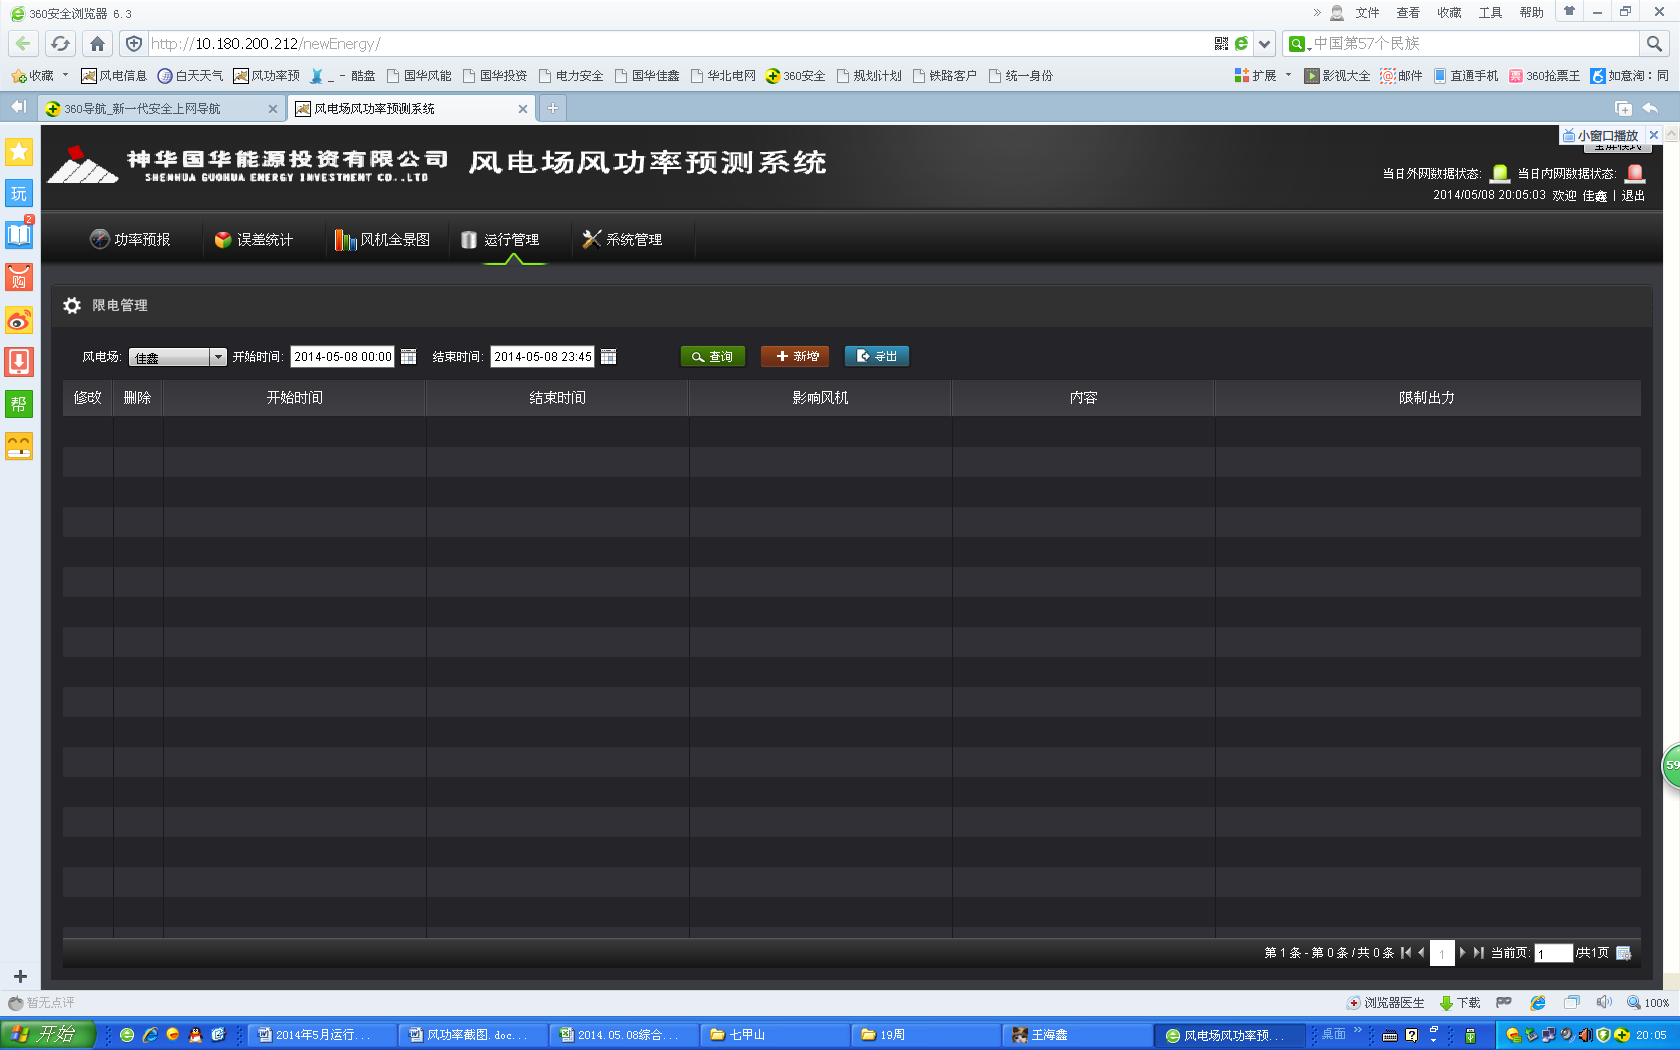 360安全浏览器 6.3
» 文件 查看 收藏 工具 帮助
http://10.180.200.212/newEnergy/
中国第57个民族
收藏 风电信息 白天天气 风功率预 _ - 酷盘 国华风能 国华投资 电力安全 国华佳鑫 华北电网 360安全 规划计划 铁路客户 统一身份
扩展 影视大全 邮件 直通手机 360抢票王 如意淘：同
360导航_新一代安全上网导航
风电场风功率预测系统
小窗口播放
神华国华能源投资有限公司
SHENHUA GUOHUA ENERGY INVESTMENT CO.,LTD
风电场风功率预测系统
全屏模式
当日外网数据状态: 当日内网数据状态:
2014/05/08 20:05:03 欢迎 佳鑫 | 退出
玩
2
购
帮
功率预报 误差统计 风机全景图 运行管理 系统管理
限电管理
风电场: 佳鑫 开始时间: 2014-05-08 00:00 结束时间: 2014-05-08 23:45 查询 新增 导出
修改 删除 开始时间 结束时间 影响风机 内容 限制出力
59
第 1 条 - 第 0 条 / 共 0 条 1 当前页: 1 /共1页
暂无点评
浏览器医生 下载 100%
开始 2014年5月运行... 风功率截图.doc... 2014.05.08综合... 七甲山 19周 王海鑫 风电场风功率预... 桌面 » 20:05